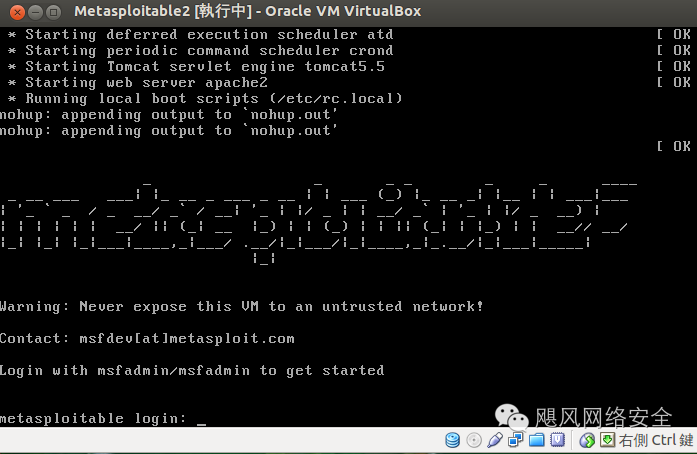 Metasploitable2 [執行中] - Oracle VM VirtualBox
* Starting deferred execution scheduler atd [ OK
* Starting periodic command scheduler crond [ OK
* Starting Tomcat servlet engine tomcat5.5 [ OK
* Starting web server apache2 [ OK
* Running local boot scripts (/etc/rc.local)
nohup: appending output to `nohup.out'
nohup: appending output to `nohup.out'
[ OK
metasploitable2
Warning: Never expose this VM to an untrusted network!
Contact: msfdev[at]metasploit.com
Login with msfadmin/msfadmin to get started
metasploitable login: _
飓风网络安全
右側 Ctrl 鍵